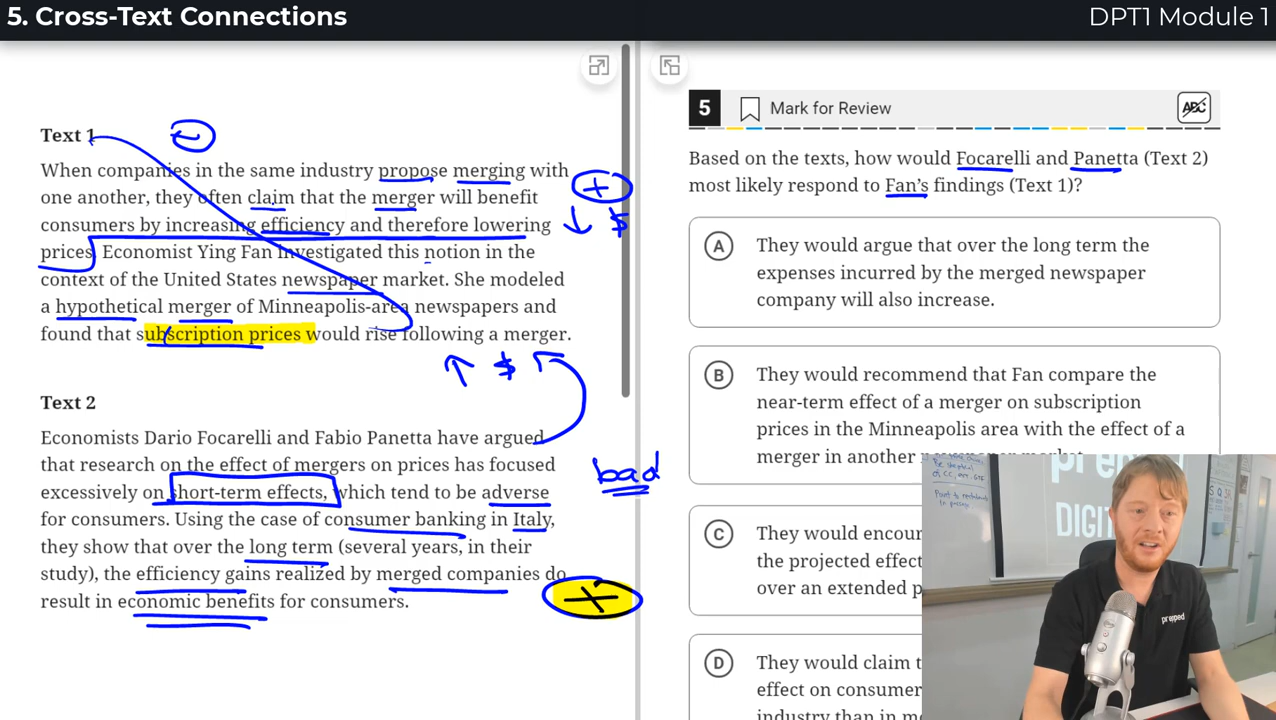 5. Cross-Text Connections
DPT1 Module 1
Text 1
When companies in the same industry propose merging with
one another, they often claim that the merger will benefit
consumers by increasing efficiency and therefore lowering
prices. Economist Ying Fan investigated this notion in the
context of the United States newspaper market. She modeled
a hypothetical merger of Minneapolis-area newspapers and
found that subscription prices would rise following a merger.
+
↓ $
↑ $
Text 2
Economists Dario Focarelli and Fabio Panetta have argued
that research on the effect of mergers on prices has focused
excessively on short-term effects, which tend to be adverse
for consumers. Using the case of consumer banking in Italy,
they show that over the long term (several years, in their
study), the efficiency gains realized by merged companies do
result in economic benefits for consumers.
bad
+
5
Mark for Review
ABC
Based on the texts, how would Focarelli and Panetta (Text 2)
most likely respond to Fan's findings (Text 1)?
A
They would argue that over the long term the
expenses incurred by the merged newspaper
company will also increase.
B
They would recommend that Fan compare the
near-term effect of a merger on subscription
prices in the Minneapolis area with the effect of a
merger in another
C
They would encour
the projected effect
over an extended p
D
They would claim t
effect on consumer
industry than in m
DIGIT
prepped